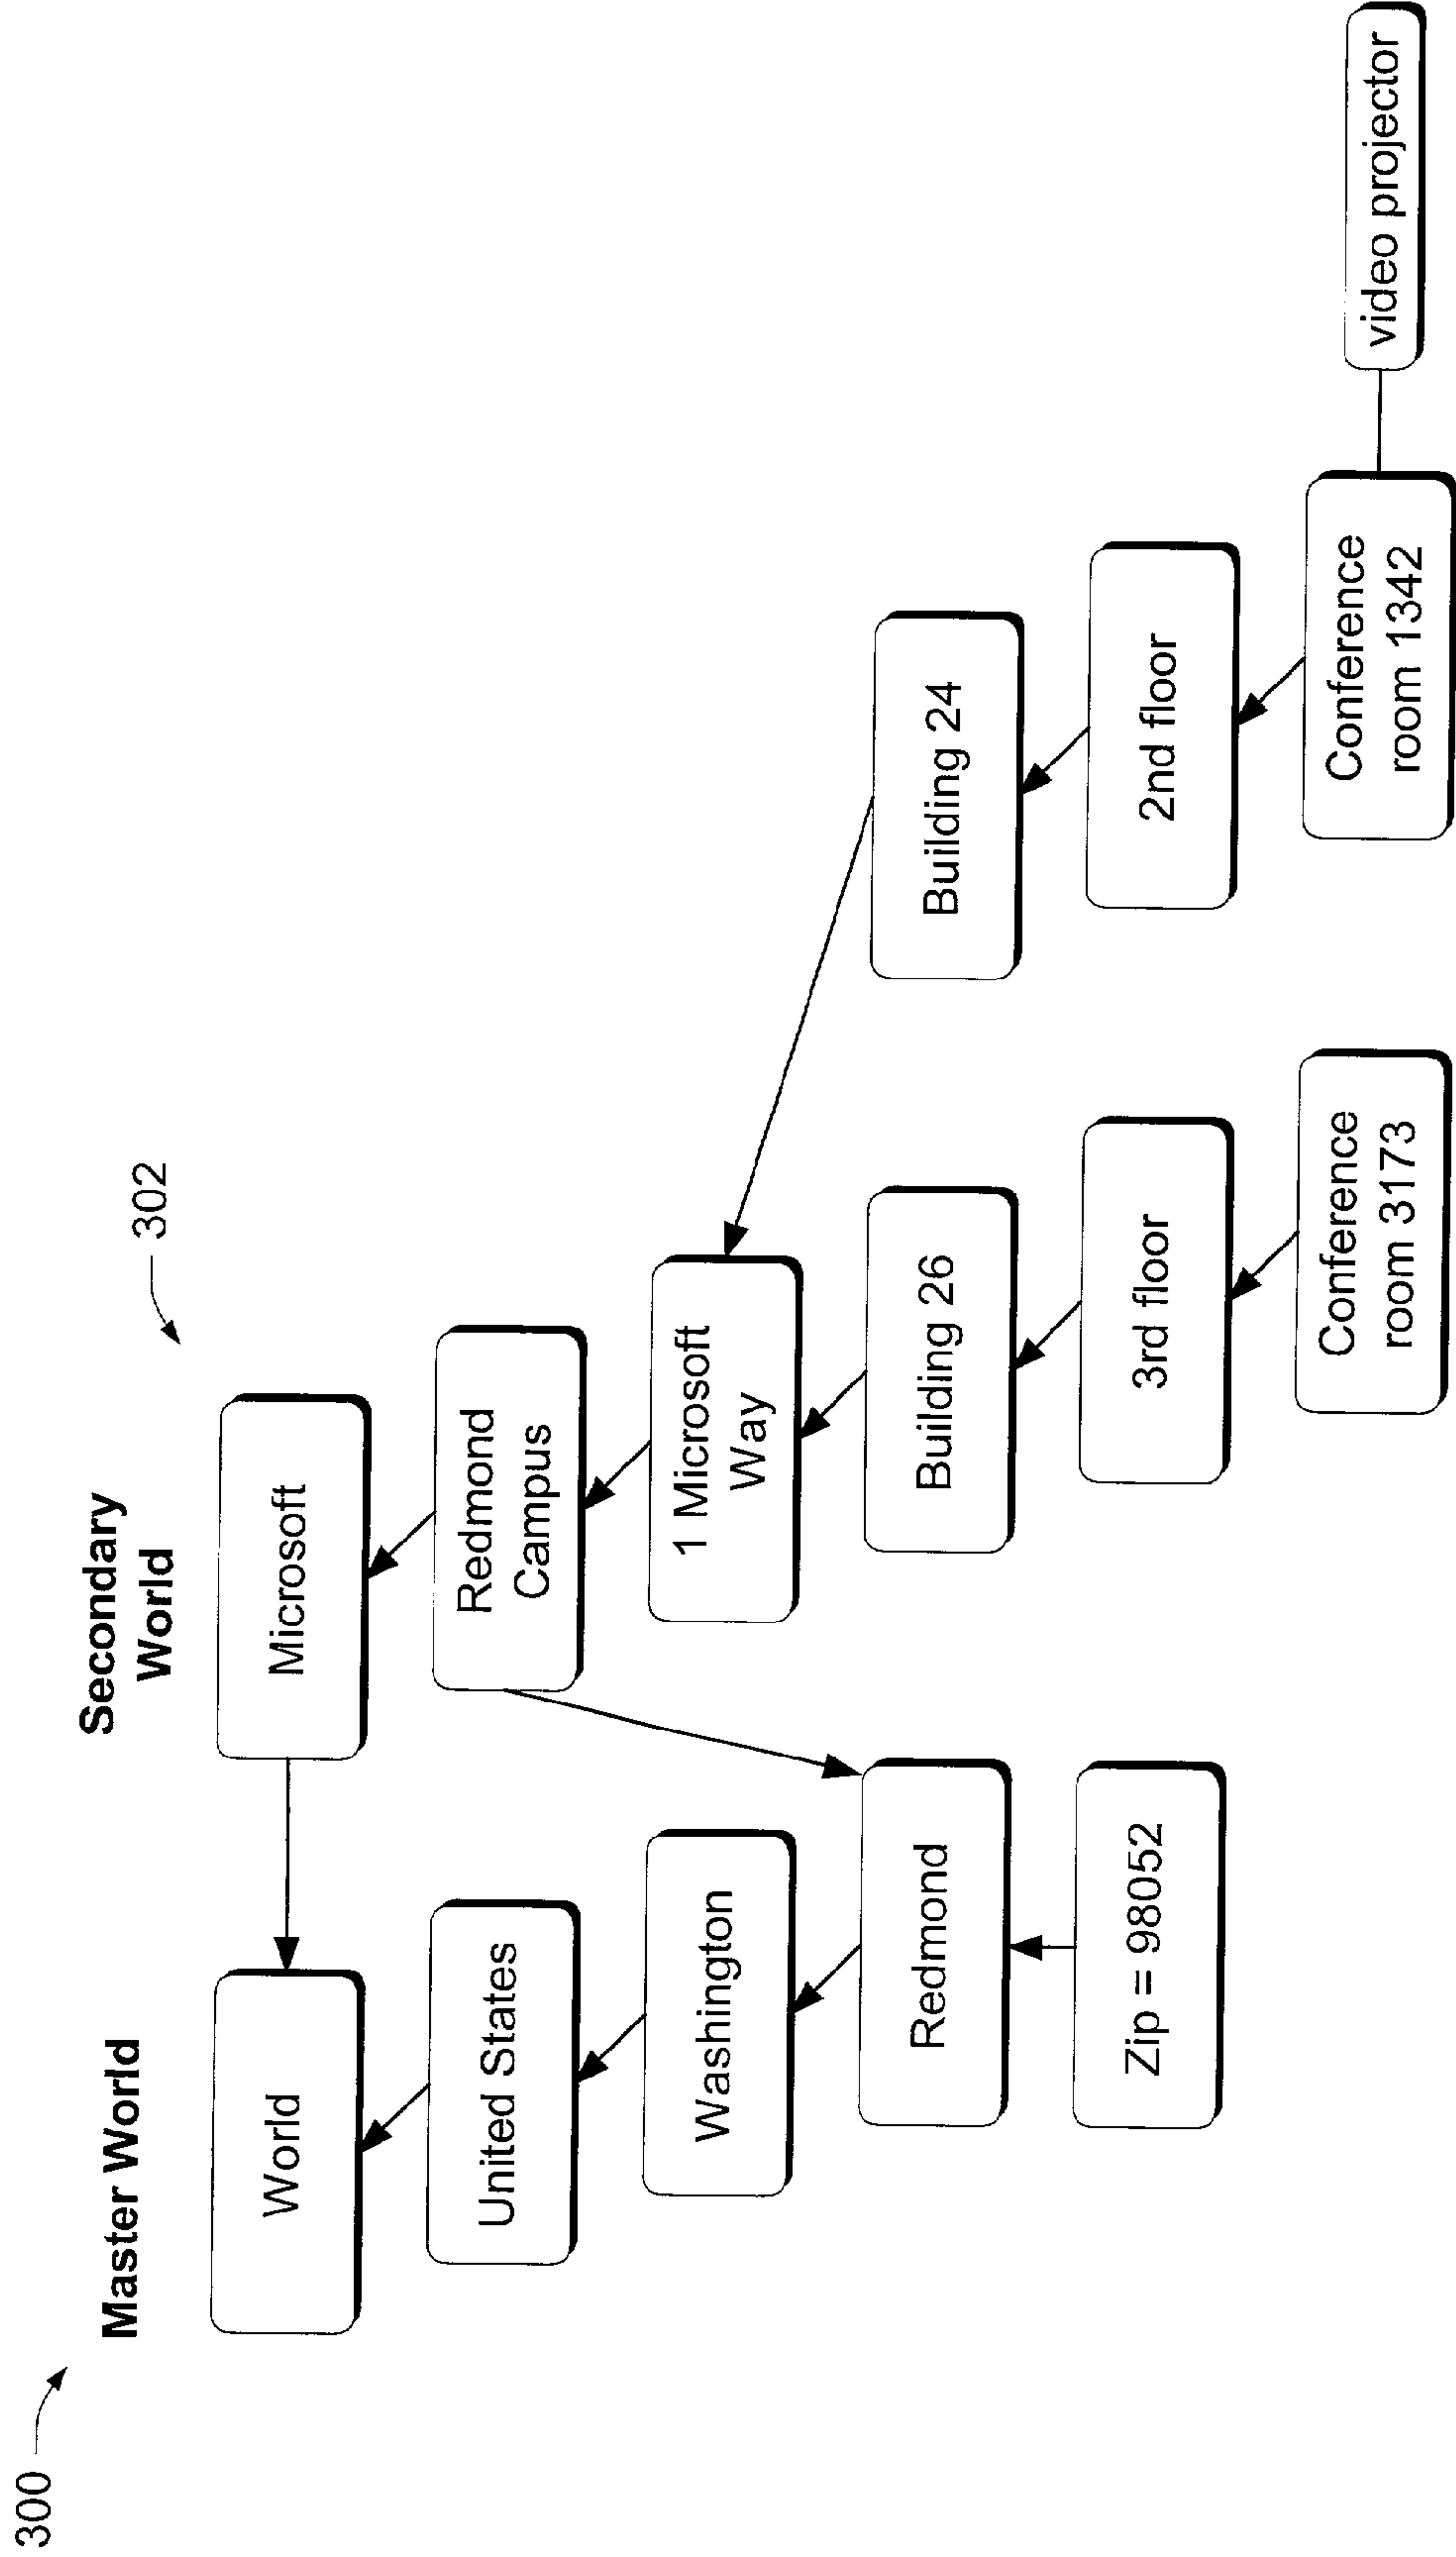 300
Master World
Secondary
World
302
World
Microsoft
United States
Redmond
Campus
Washington
1 Microsoft
Way
Redmond
Building 26
Building 24
Zip = 98052
3rd floor
2nd floor
Conference
room 3173
Conference
room 1342
video projector